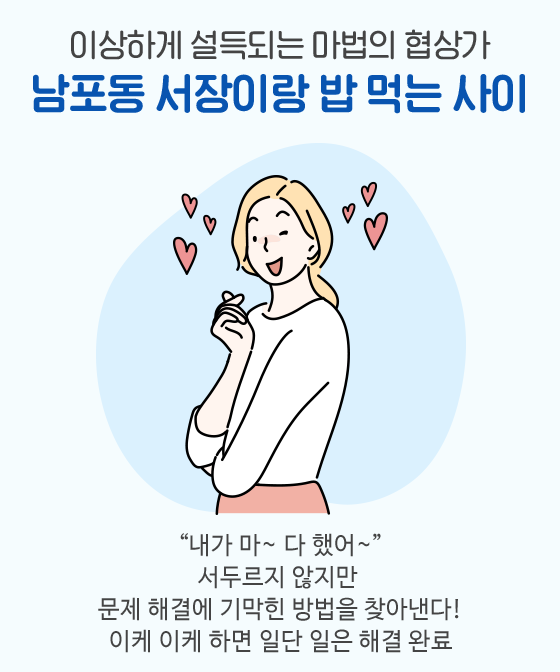 이상하게 설득되는 마법의 협상가
남포동 서장이랑 밥 먹는 사이
“내가 마~ 다 했어~”
서두르지 않지만
문제 해결에 기막힌 방법을 찾아낸다!
이케 이케 하면 일단 일은 해결 완료